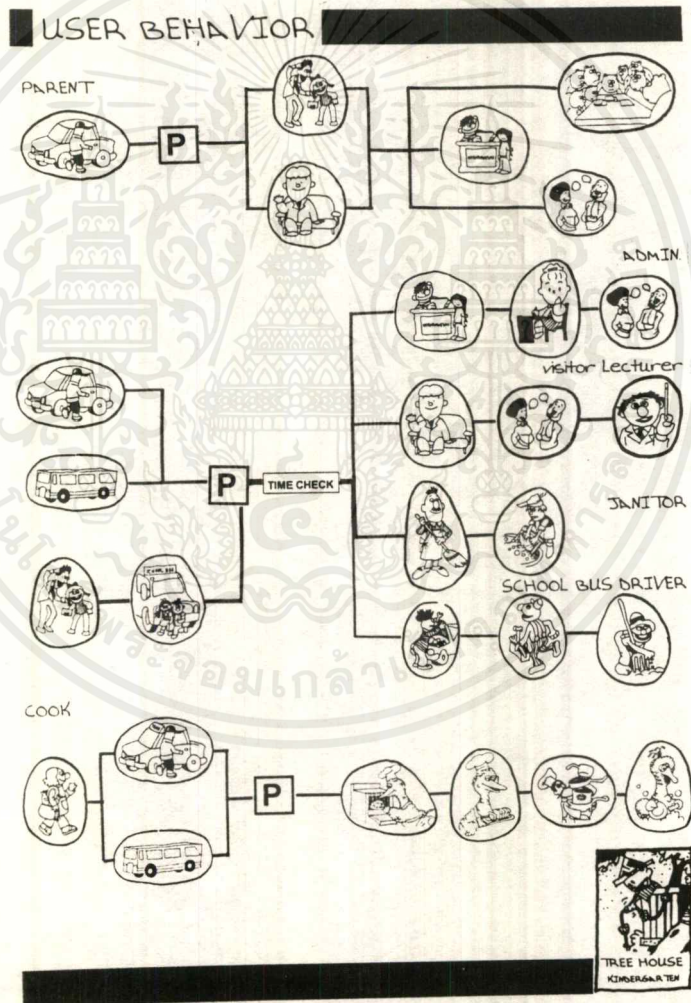 USER BEHAVIOR
PARENT
P
ADMIN.
visitor Lecturer
P
TIME CHECK
JANITOR
SCHOOL BUS DRIVER
COOK
P
TREE HOUSE
KINDERGARTEN